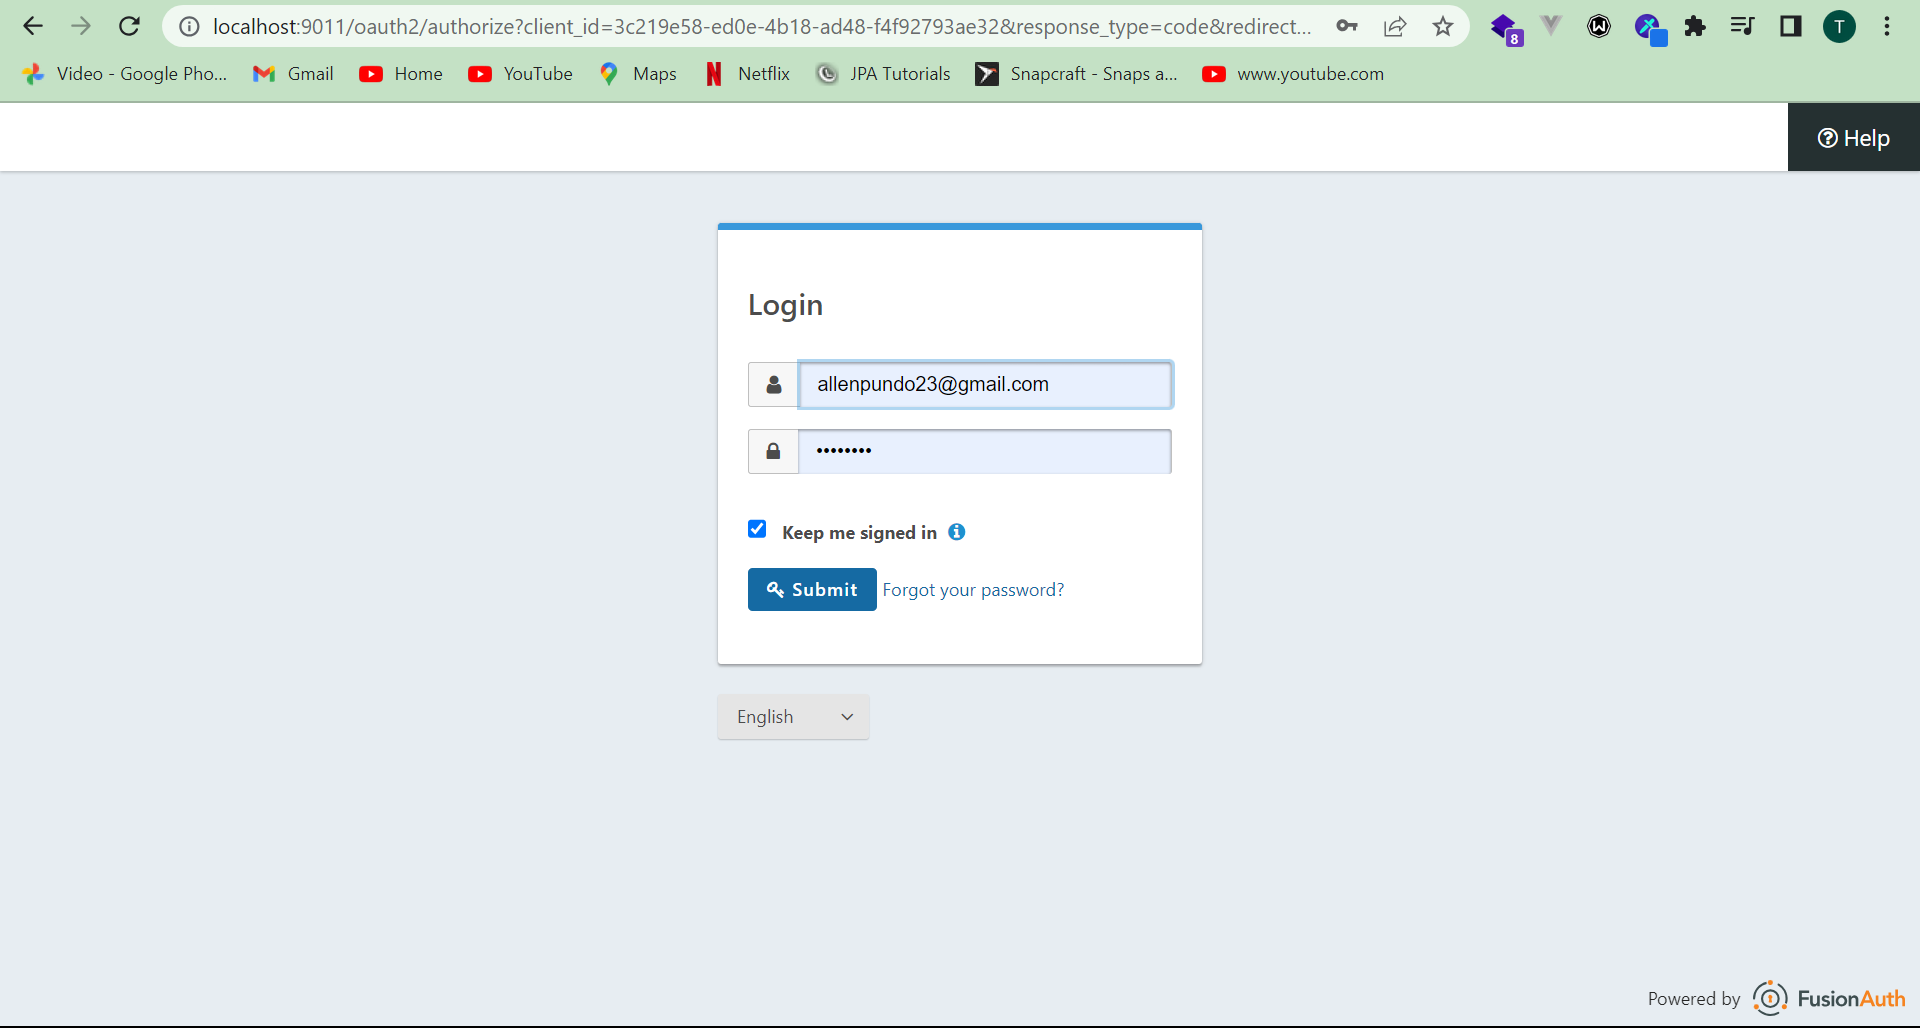 localhost:9011/oauth2/authorize?client_id=3c219e58-ed0e-4b18-ad48-f4f92793ae32&response_type=code&redirect...
8
T
Video - Google Pho...
Gmail
Home
YouTube
Maps
Netflix
JPA Tutorials
Snapcraft - Snaps a...
www.youtube.com
Help
Login
allenpundo23@gmail.com
••••••••
Keep me signed in
Submit Forgot your password?
English
Powered by FusionAuth